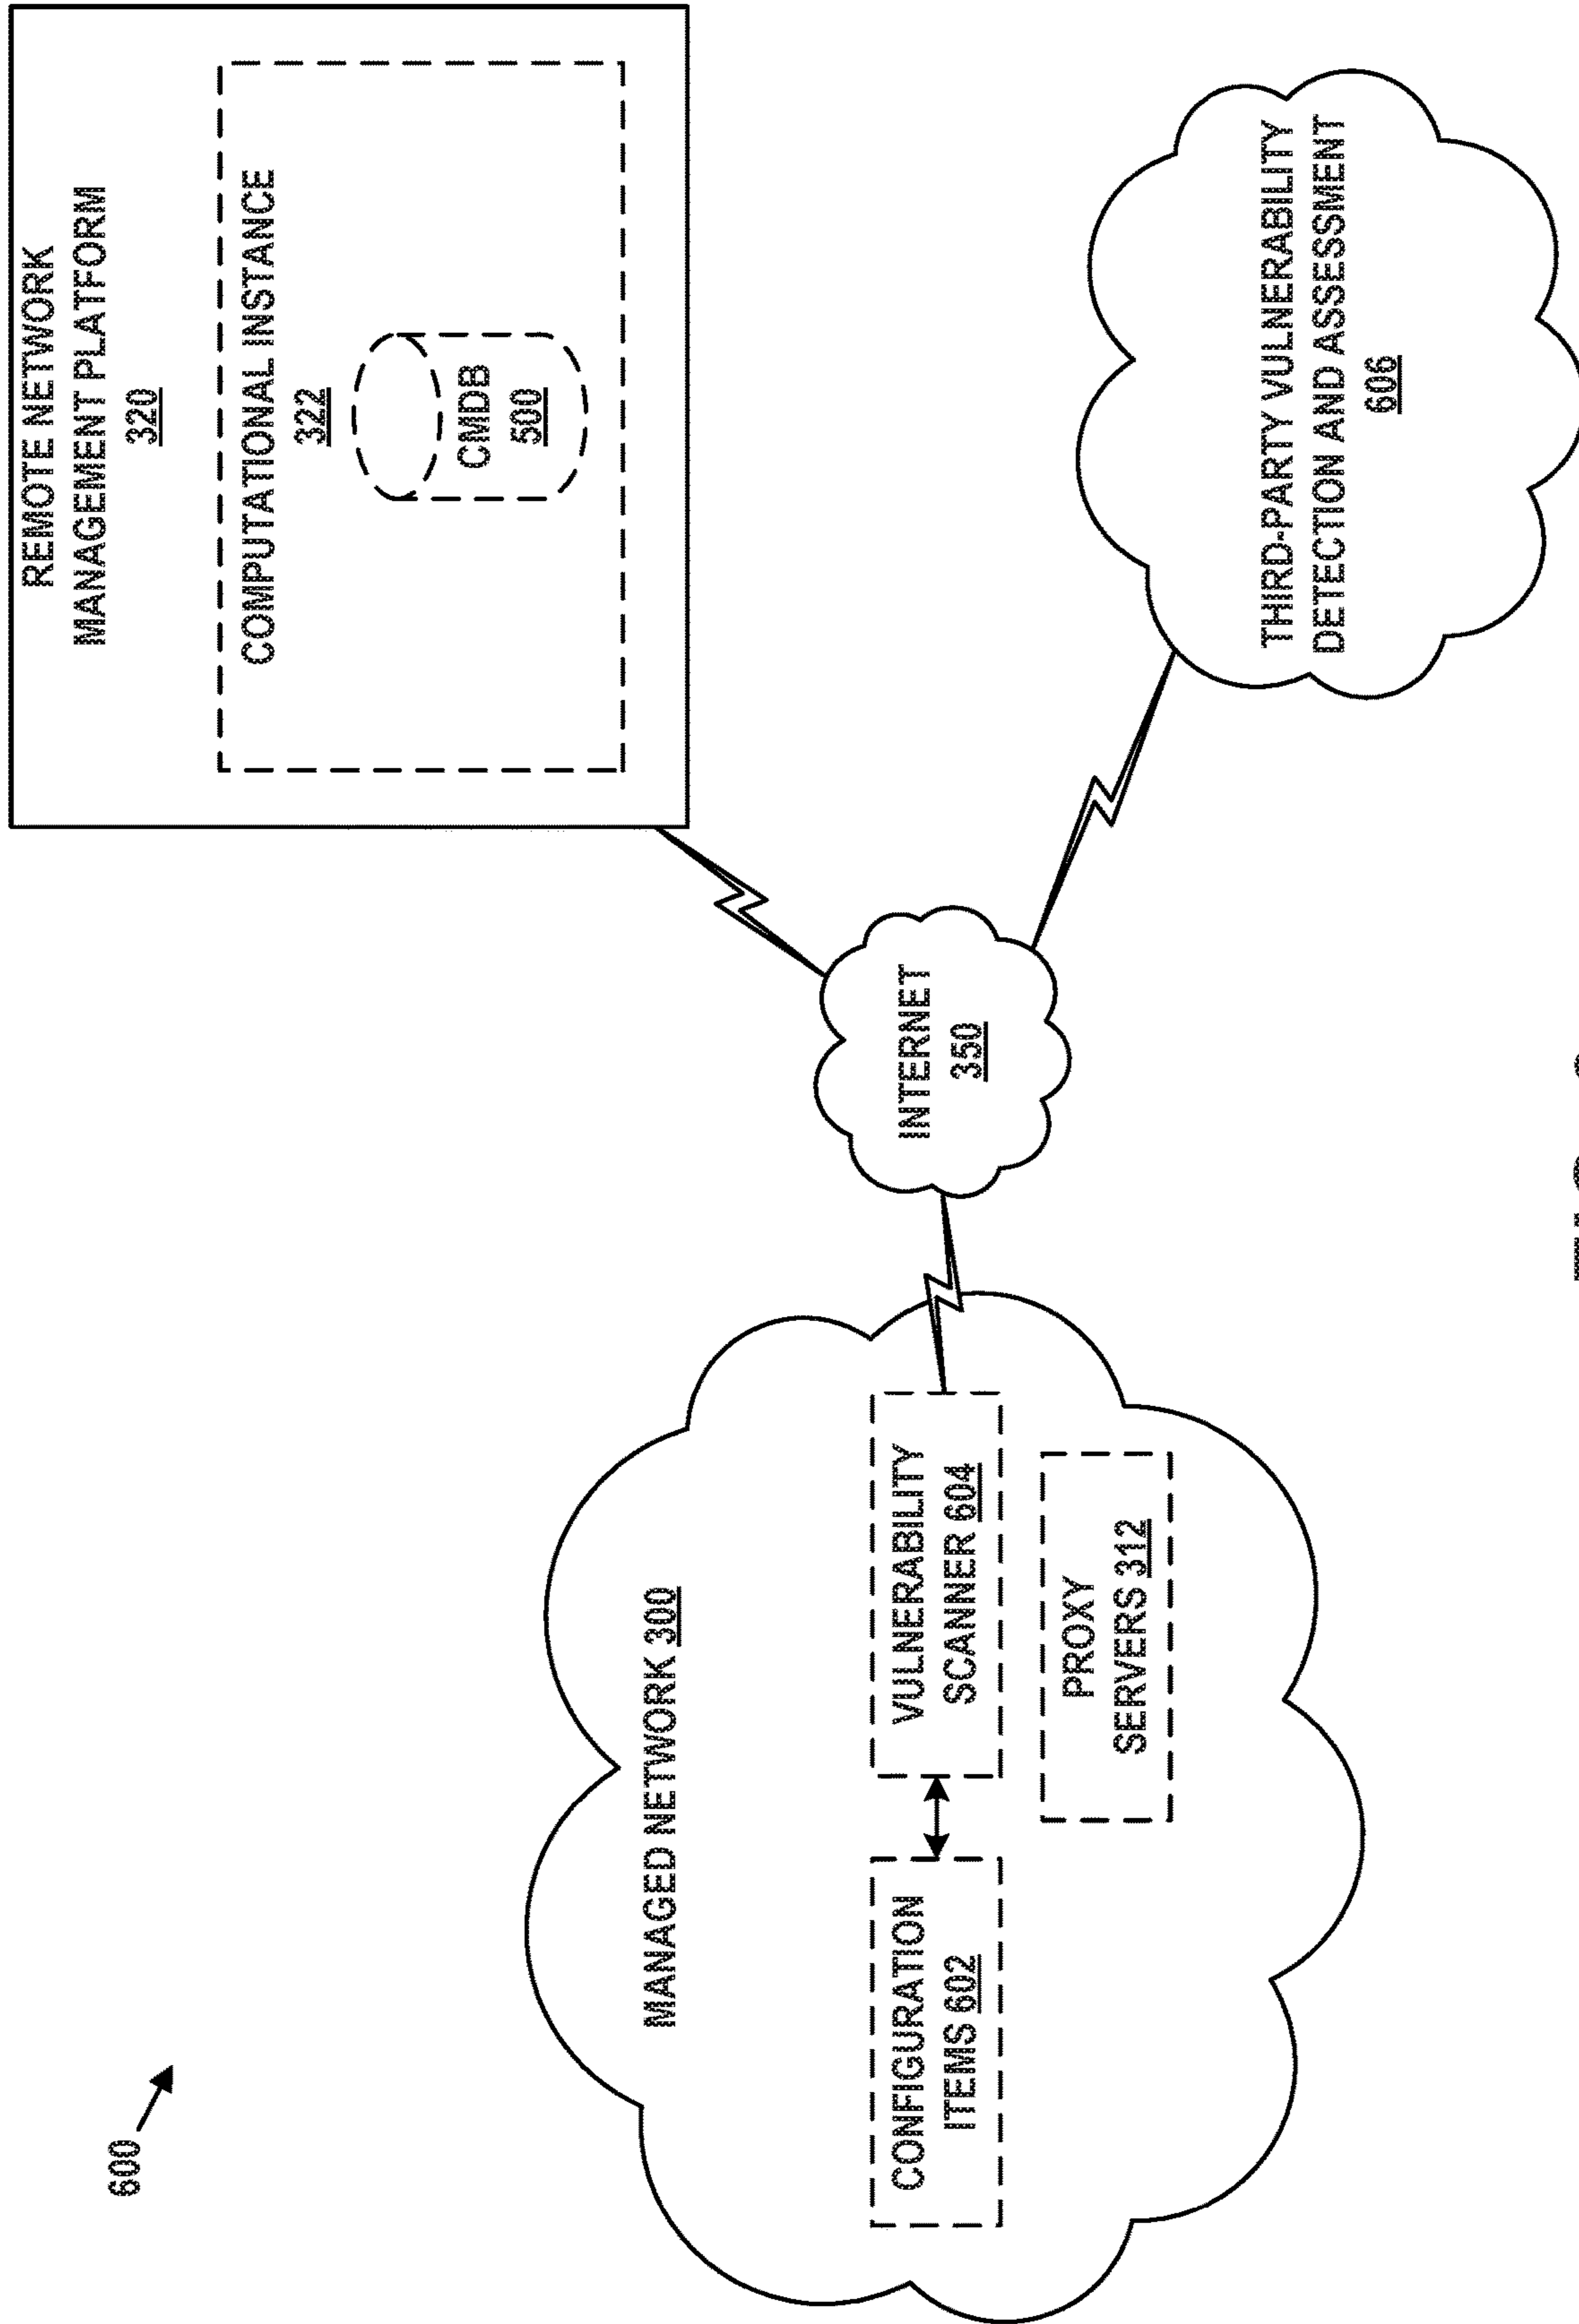 600
MANAGED NETWORK 300
CONFIGURATION
ITEMS 602
VULNERABILITY
SCANNER 604
PROXY
SERVERS 312
INTERNET
350
REMOTE NETWORK
MANAGEMENT PLATFORM
320
COMPUTATIONAL INSTANCE
322
CMDB
500
THIRD-PARTY VULNERABILITY
DETECTION AND ASSESSMENT
606